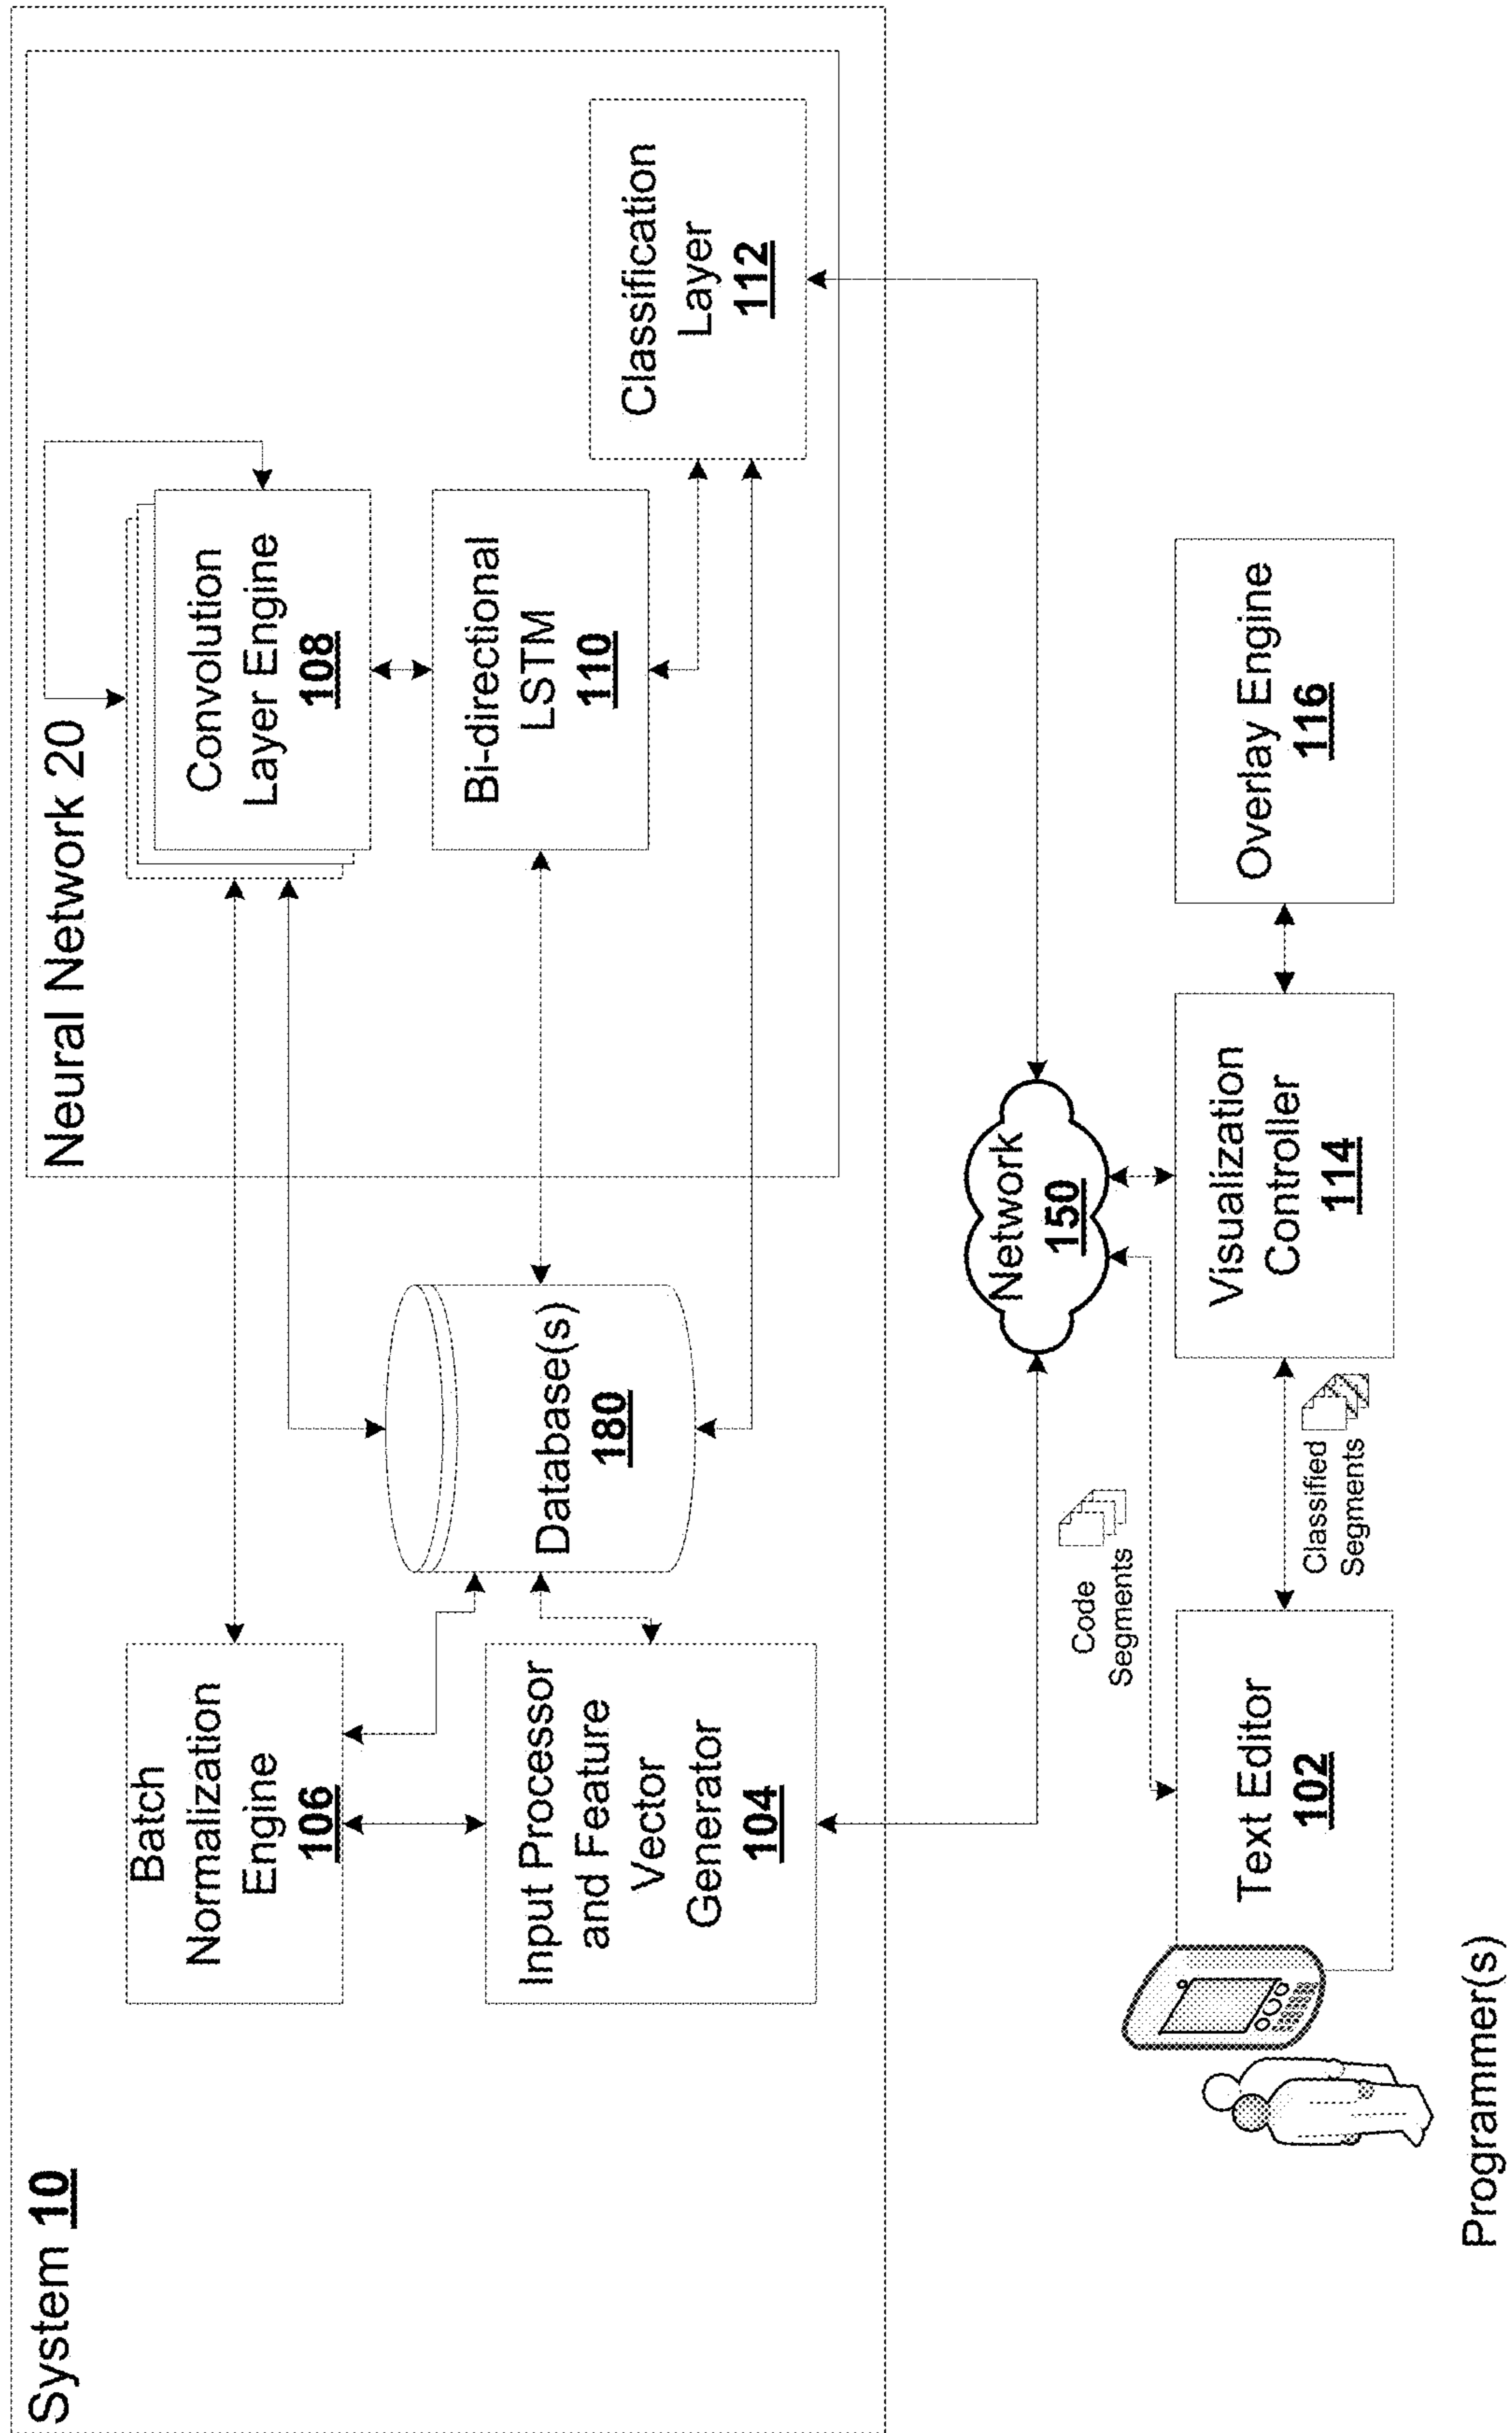 System 10
Neural Network 20
Batch
Normalization
Engine
106
Convolution
Layer Engine
108
Input Processor
and Feature
Vector
Generator
104
Database(s)
180
Bi-directional
LSTM
110
Classification
Layer
112
Network
150
Code
Segments
Text Editor
102
Classified
Segments
Visualization
Controller
114
Overlay Engine
116
Programmer(s)